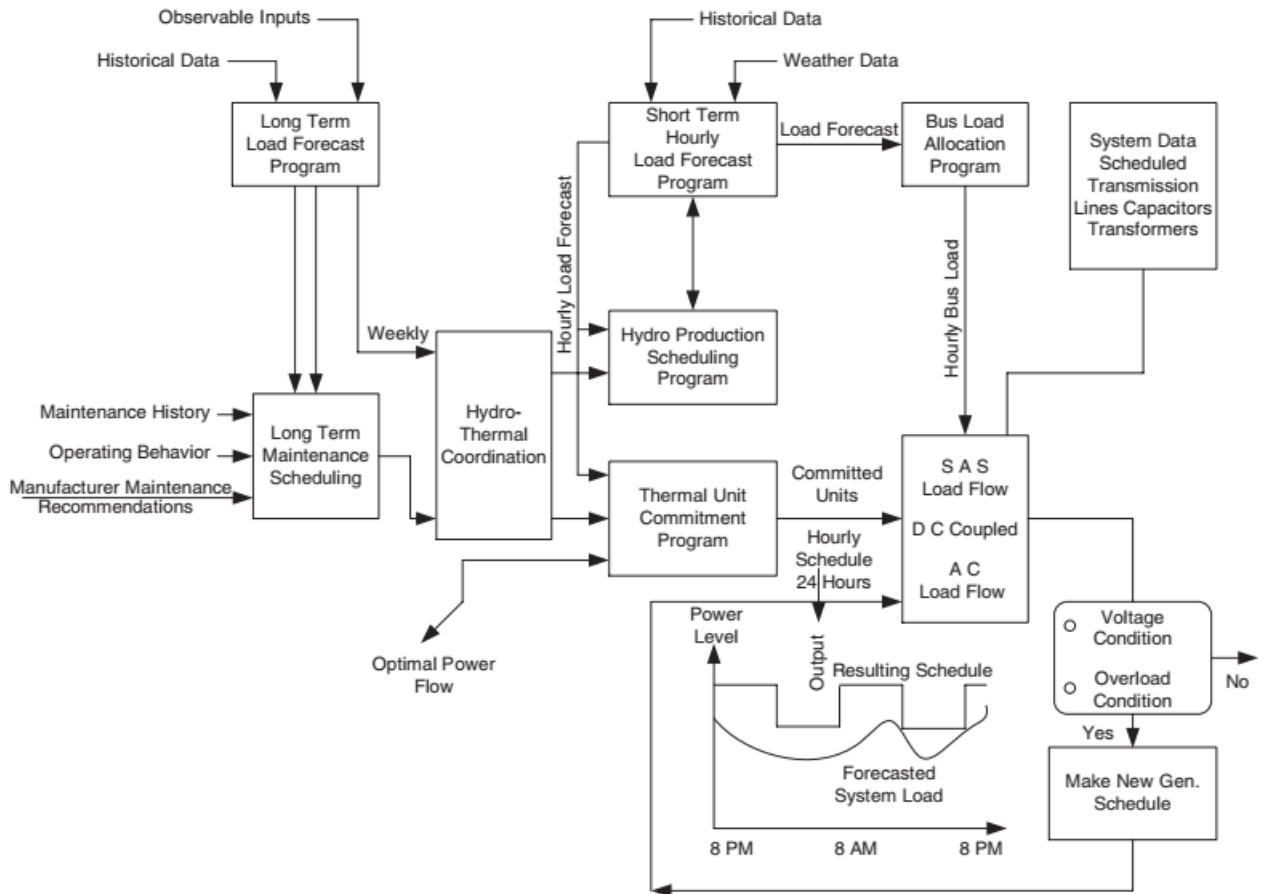 Observable Inputs
Historical Data
Historical Data
Weather Data
Long Term
Load Forecast
Program
Short Term
Hourly
Load Forecast
Program
Load Forecast
Bus Load
Allocation
Program
System Data
Scheduled
Transmission
Lines Capacitors
Transformers
Hourly Load Forecast
Hourly Bus Load
Weekly
Hydro Production
Scheduling
Program
Hydro-
Thermal
Coordination
Maintenance History
Operating Behavior
Manufacturer Maintenance
Recommendations
Long Term
Maintenance
Scheduling
Thermal Unit
Commitment
Program
Committed
Units
Hourly
Schedule
24 Hours
S A S
Load Flow
D C Coupled
A C
Load Flow
Optimal Power
Flow
Power
Level
Output
Resulting Schedule
Forecasted
System Load
8 PM
8 AM
8 PM
Voltage
Condition
Overload
Condition
No
Yes
Make New Gen.
Schedule